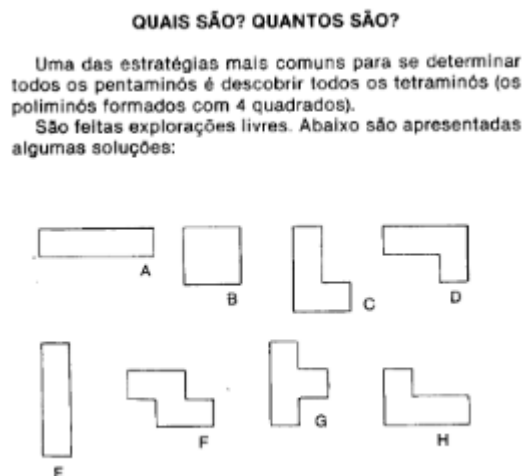 QUAIS SÃO? QUANTOS SÃO?
Uma das estratégias mais comuns para se determinar
todos os pentaminós é descobrir todos os tetraminós (os
poliminós formados com 4 quadrados).
São feitas explorações livres. Abaixo são apresentadas
algumas soluções:
A
B
C
D
E
F
G
H